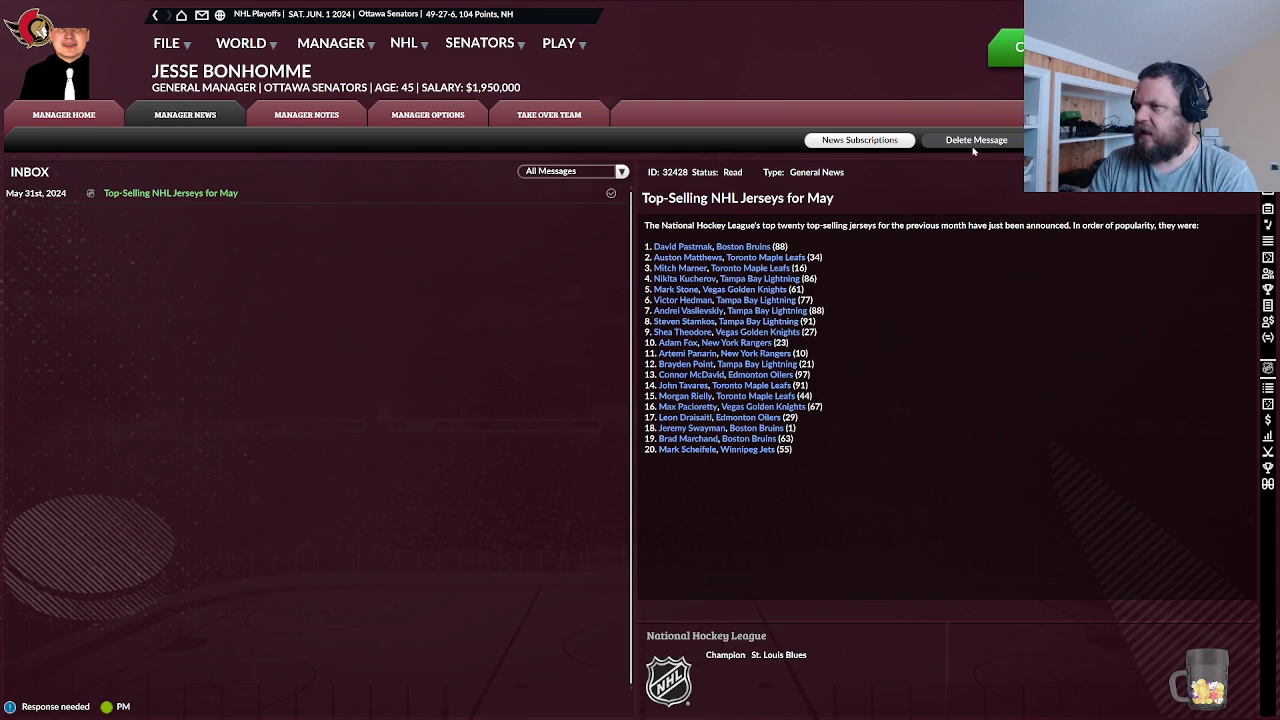 NHL Playoffs | SAT. JUN. 1 2024 | Ottawa Senators | 49-27-6, 104 Points, NH
FILE WORLD MANAGER NHL SENATORS PLAY
JESSE BONHOMME
GENERAL MANAGER | OTTAWA SENATORS | AGE: 45 | SALARY: $1,950,000
MANAGER HOME MANAGER NEWS MANAGER NOTES MANAGER OPTIONS TAKE OVER TEAM
News Subscriptions Delete Message
INBOX All Messages
May 31st, 2024 Top-Selling NHL Jerseys for May
ID: 32428 Status: Read Type: General News
Top-Selling NHL Jerseys for May
The National Hockey League's top twenty top-selling jerseys for the previous month have just been announced. In order of popularity, they were:
1. David Pastrnak, Boston Bruins (88)
2. Auston Matthews, Toronto Maple Leafs (34)
3. Mitch Marner, Toronto Maple Leafs (16)
4. Nikita Kucherov, Tampa Bay Lightning (86)
5. Mark Stone, Vegas Golden Knights (61)
6. Victor Hedman, Tampa Bay Lightning (77)
7. Andrei Vasilevskiy, Tampa Bay Lightning (88)
8. Steven Stamkos, Tampa Bay Lightning (91)
9. Shea Theodore, Vegas Golden Knights (27)
10. Adam Fox, New York Rangers (23)
11. Artemi Panarin, New York Rangers (10)
12. Brayden Point, Tampa Bay Lightning (21)
13. Connor McDavid, Edmonton Oilers (97)
14. John Tavares, Toronto Maple Leafs (91)
15. Morgan Rielly, Toronto Maple Leafs (44)
16. Max Pacioretty, Vegas Golden Knights (67)
17. Leon Draisaitl, Edmonton Oilers (29)
18. Jeremy Swayman, Boston Bruins (1)
19. Brad Marchand, Boston Bruins (63)
20. Mark Scheifele, Winnipeg Jets (55)
National Hockey League
Champion: St. Louis Blues
NHL
Response needed PM